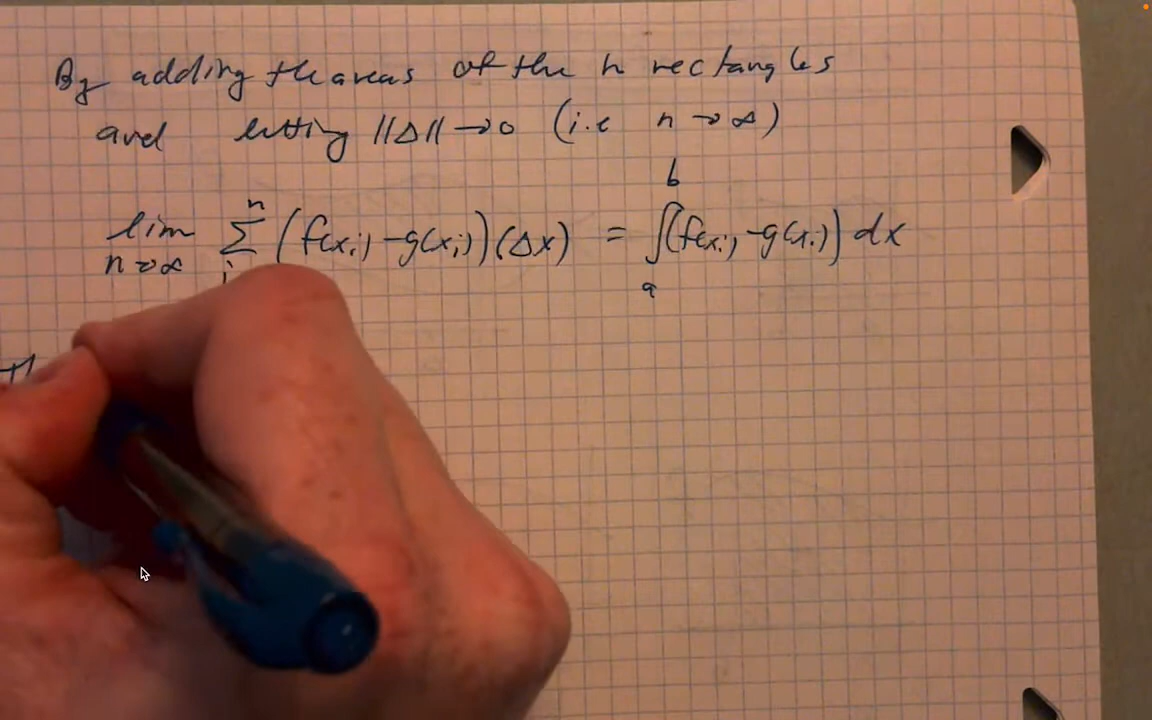 By adding the areas of the n rectangles
and letting ||Δ|| → 0 (i.e n → ∞)
lim n→∞ n Σ i (f(xi) - g(xi)) (Δx) = b ∫ a (f(xi) - g(xi)) dx